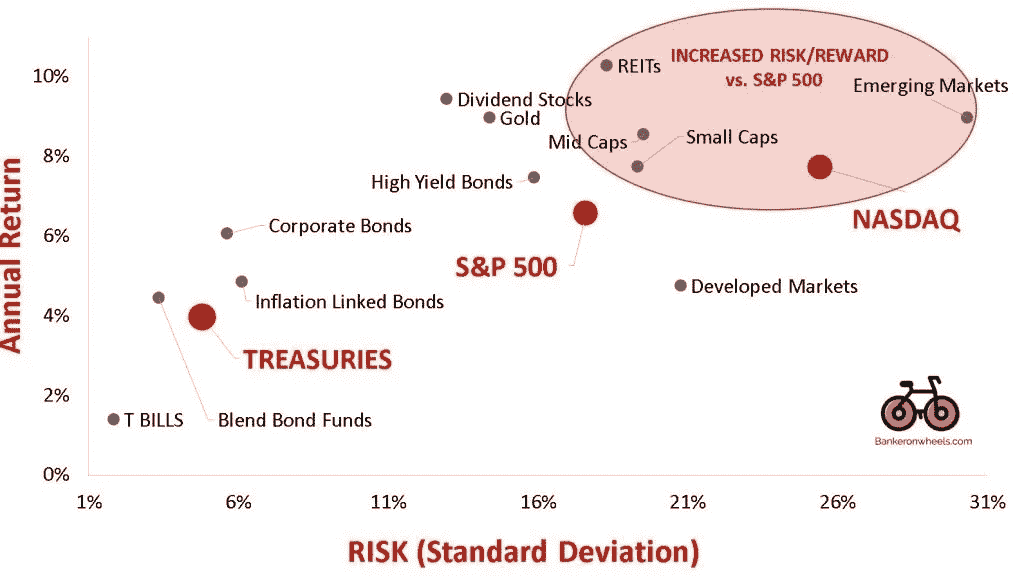 INCREASED RISK/REWARD
vs. S&P 500
10%
REITs
Emerging Markets
Dividend Stocks
Gold
8%
Mid Caps
Small Caps
High Yield Bonds
NASDAQ
6%
Corporate Bonds
S&P 500
Developed Markets
Inflation Linked Bonds
4%
TREASURIES
2%
T BILLS
Blend Bond Funds
Bankeronwheels.com
0%
1%
6%
11%
16%
21%
26%
31%
Annual Return
RISK (Standard Deviation)